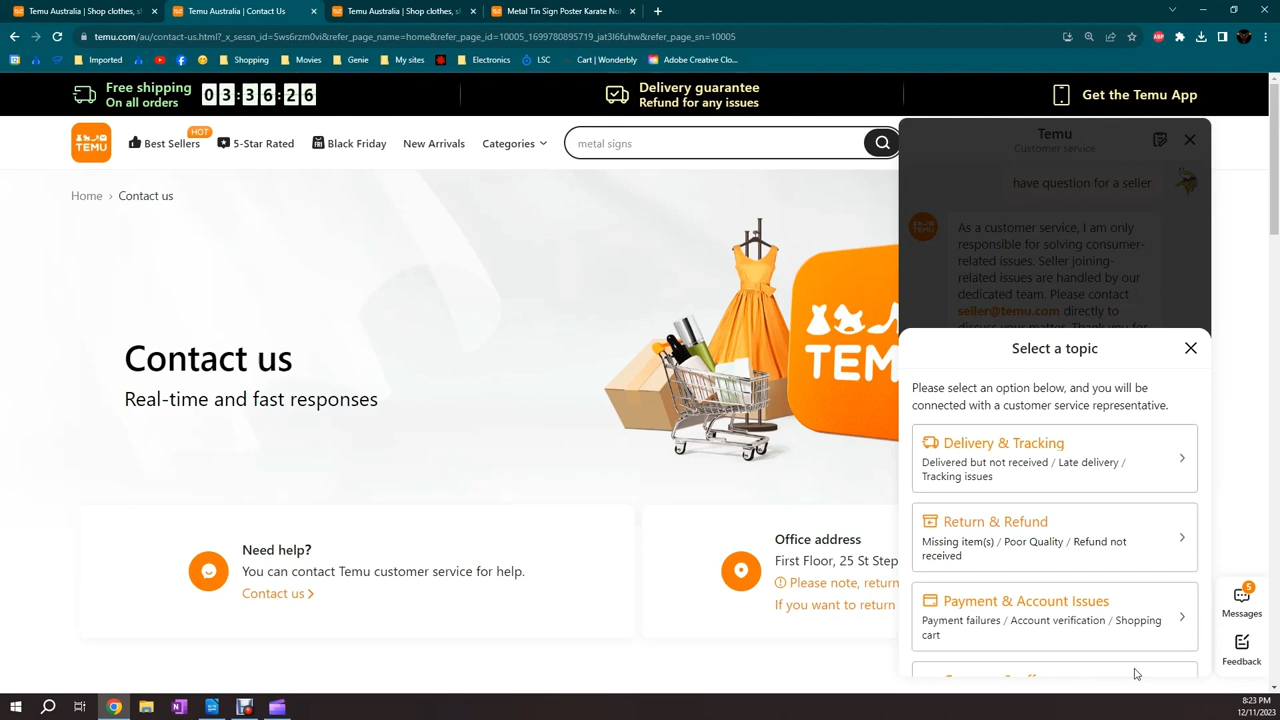 Temu Australia | Shop clothes, s
Temu Australia | Contact Us
Temu Australia | Shop clothes, s
Metal Tin Sign Poster Karate No
temu.com/au/contact-us.html?_x_sessn_id=5ws6rzm0vi&refer_page_name=home&refer_page_id=10005_1699780895719_jat3l6fuhw&refer_page_sn=10005
Imported
Shopping
Movies
Genie
My sites
Electronics
LSC
Cart | Wonderbly
Adobe Creative Clo...
Free shipping
On all orders
03:36:26
Delivery guarantee
Refund for any issues
Get the Temu App
TEMU
Best Sellers
HOT
5-Star Rated
Black Friday
New Arrivals
Categories
metal signs
Home › Contact us
Contact us
Real-time and fast responses
TEM
Need help?
You can contact Temu customer service for help.
Contact us
Office address
First Floor, 25 St Step
Please note, return
If you want to return
Temu
Customer service
have question for a seller
TEMU
As a customer service, I am only
responsible for solving consumer-
related issues. Seller joining-
related issues are handled by our
dedicated team. Please contact
seller@temu.com directly to
discuss your matter. Thank you for
Select a topic
Please select an option below, and you will be
connected with a customer service representative.
Delivery & Tracking
Delivered but not received / Late delivery /
Tracking issues
Return & Refund
Missing item(s) / Poor Quality / Refund not
received
Payment & Account Issues
Payment failures / Account verification / Shopping
cart
5
Messages
Feedback
8:23 PM
12/11/2023